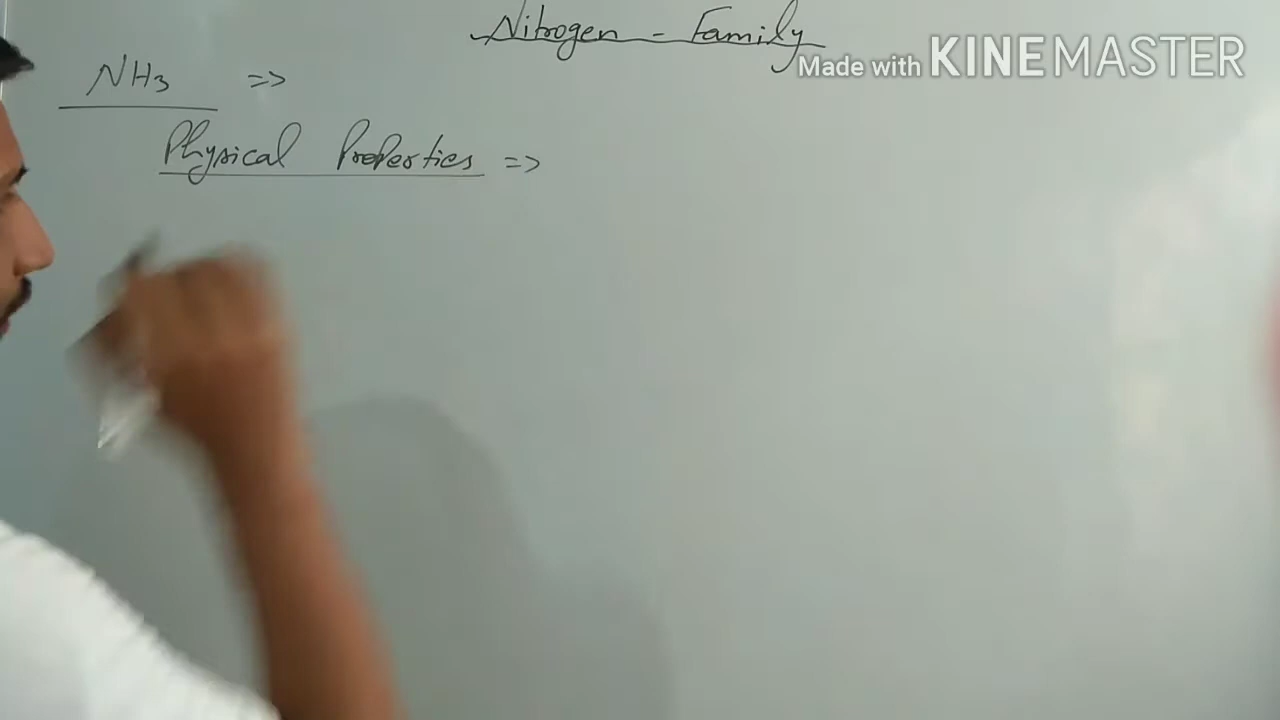 Nitrogen - Family
Made with KINEMASTER
NH3 =>
Physical Properties =>